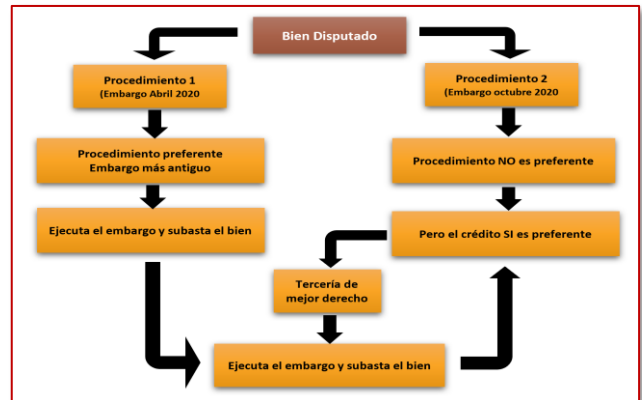 Bien Disputado
Procedimiento 1
(Embargo Abril 2020
Procedimiento 2
(Embargo octubre 2020
Procedimiento preferente
Embargo más antiguo
Procedimiento NO es preferente
Ejecuta el embargo y subasta el bien
Pero el crédito SI es preferente
Tercería de
mejor derecho
Ejecuta el embargo y subasta el bien